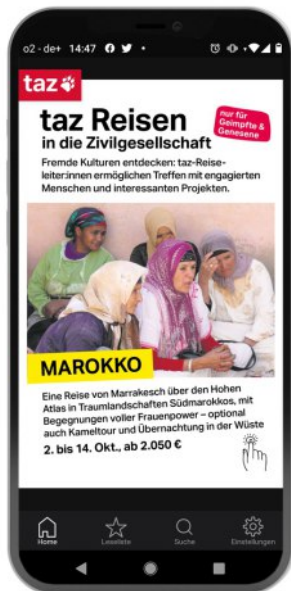 o2 - de+ 14:47
taz
taz Reisen
in die Zivilgesellschaft
nur für
Geimpfte &
Genesene
Fremde Kulturen entdecken: taz-Reise-
leiter:innen ermöglichen Treffen mit engagierten
Menschen und interessanten Projekten.
MAROKKO
Eine Reise von Marrakesch über den Hohen
Atlas in Traumlandschaften Südmarokkos, mit
Begegnungen voller Frauenpower – optional
auch Kameltour und Übernachtung in der Wüste
2. bis 14. Okt., ab 2.050 €
Home Leseliste Suche Einstellungen